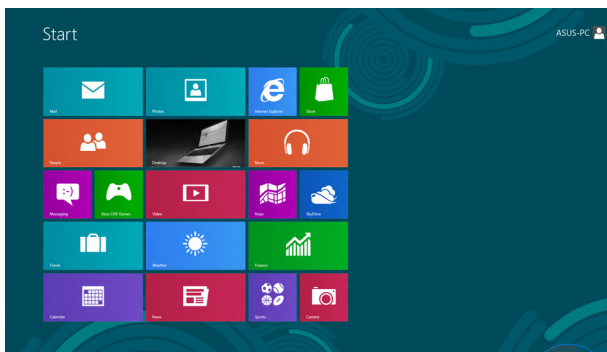 Start
ASUS-PC
Mail
Photos
Internet Explorer
Store
People
Desktop
Music
Messaging
Xbox LIVE Games
Video
Maps
SkyDrive
Travel
Weather
Finance
Calendar
News
Sports
Camera